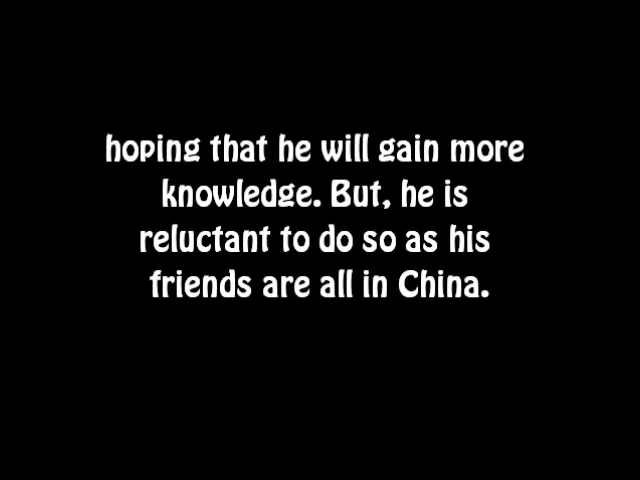 hoping that he will gain more
knowledge. But, he is
reluctant to do so as his
friends are all in China.